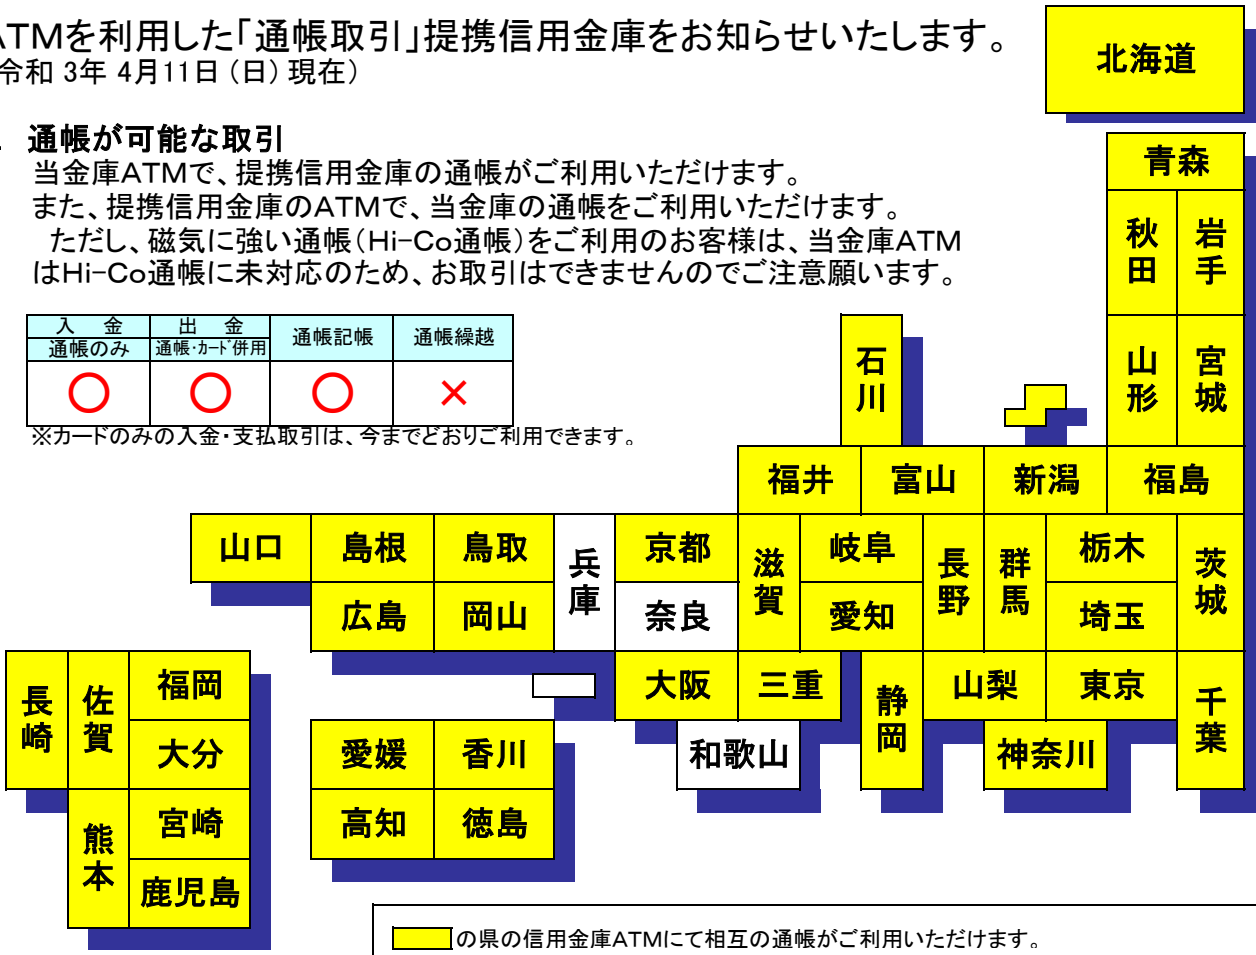 ATMを利用した「通帳取引」提携信用金庫をお知らせいたします。
令和 3年 4月11日（日）現在）
通帳が可能な取引
当金庫ATMで、提携信用金庫の通帳がご利用いただけます。
また、提携信用金庫のATMで、当金庫の通帳をご利用いただけます。
ただし、磁気に強い通帳（Hi-Co通帳）をご利用のお客様は、当金庫ATM
はHi-Co通帳に未対応のため、お取引はできませんのでご注意願います。
入　金 出　金 通帳記帳 通帳繰越
通帳のみ 通帳・カード併用
○ ○ ○ ×
※カードのみの入金・支払取引は、今までどおりご利用できます。
北海道
青森
秋田 岩手
石川 山形 宮城
福井 富山 新潟 福島
山口 島根 鳥取 兵庫 京都 滋賀 岐阜 長野 群馬 栃木 茨城
広島 岡山 奈良 愛知 埼玉
長崎 佐賀 福岡 大阪 三重 静岡 山梨 東京 千葉
大分 愛媛 香川 和歌山 神奈川
熊本 宮崎 高知 徳島
鹿児島
の県の信用金庫ATMにて相互の通帳がご利用いただけます。